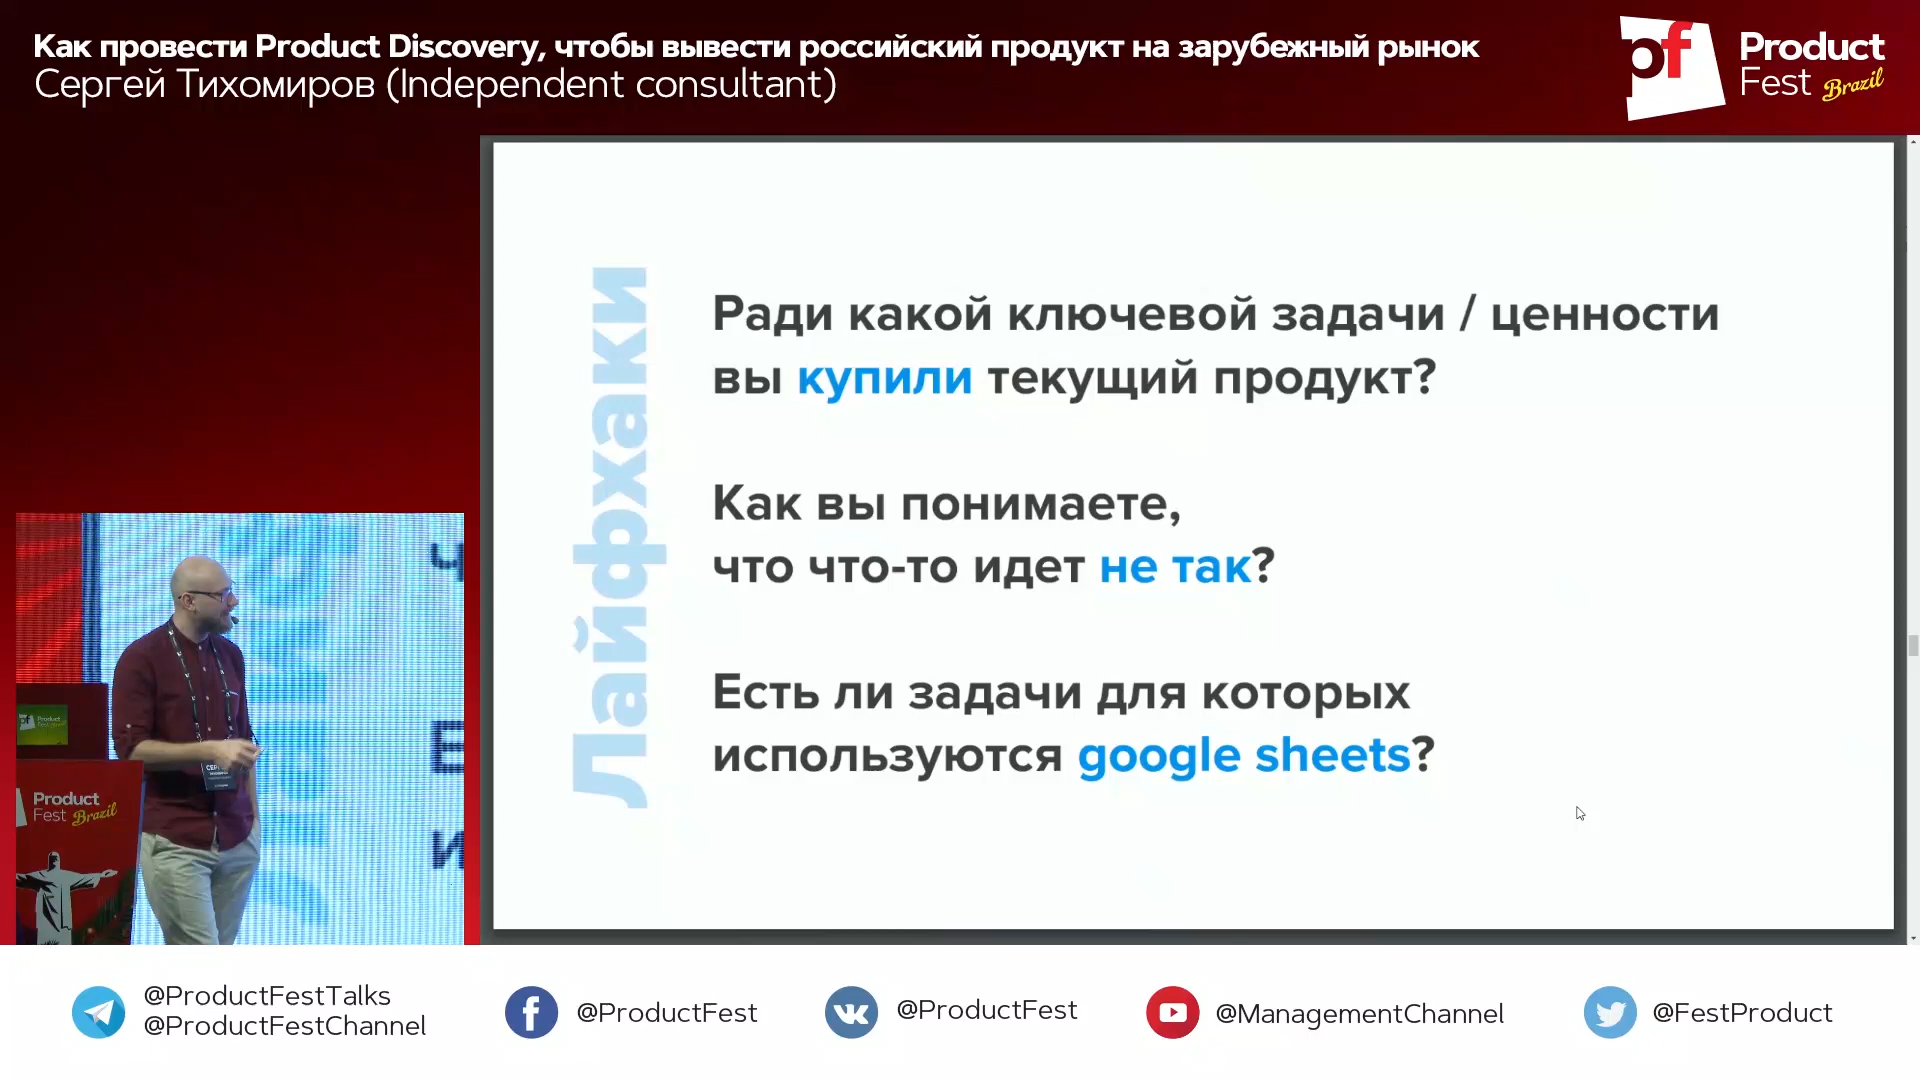 Как провести Product Discovery, чтобы вывести российский продукт на зарубежный рынок
Сергей Тихомиров (Independent consultant)
pf
Product
Fest Brazil
Лайфхаки
Ради какой ключевой задачи / ценности
вы купили текущий продукт?
Как вы понимаете,
что что-то идет не так?
Есть ли задачи для которых
используются google sheets?
Product
Fest Brazil
@ProductFestTalks
@ProductFestChannel
@ProductFest
@ProductFest
@ManagementChannel
@FestProduct